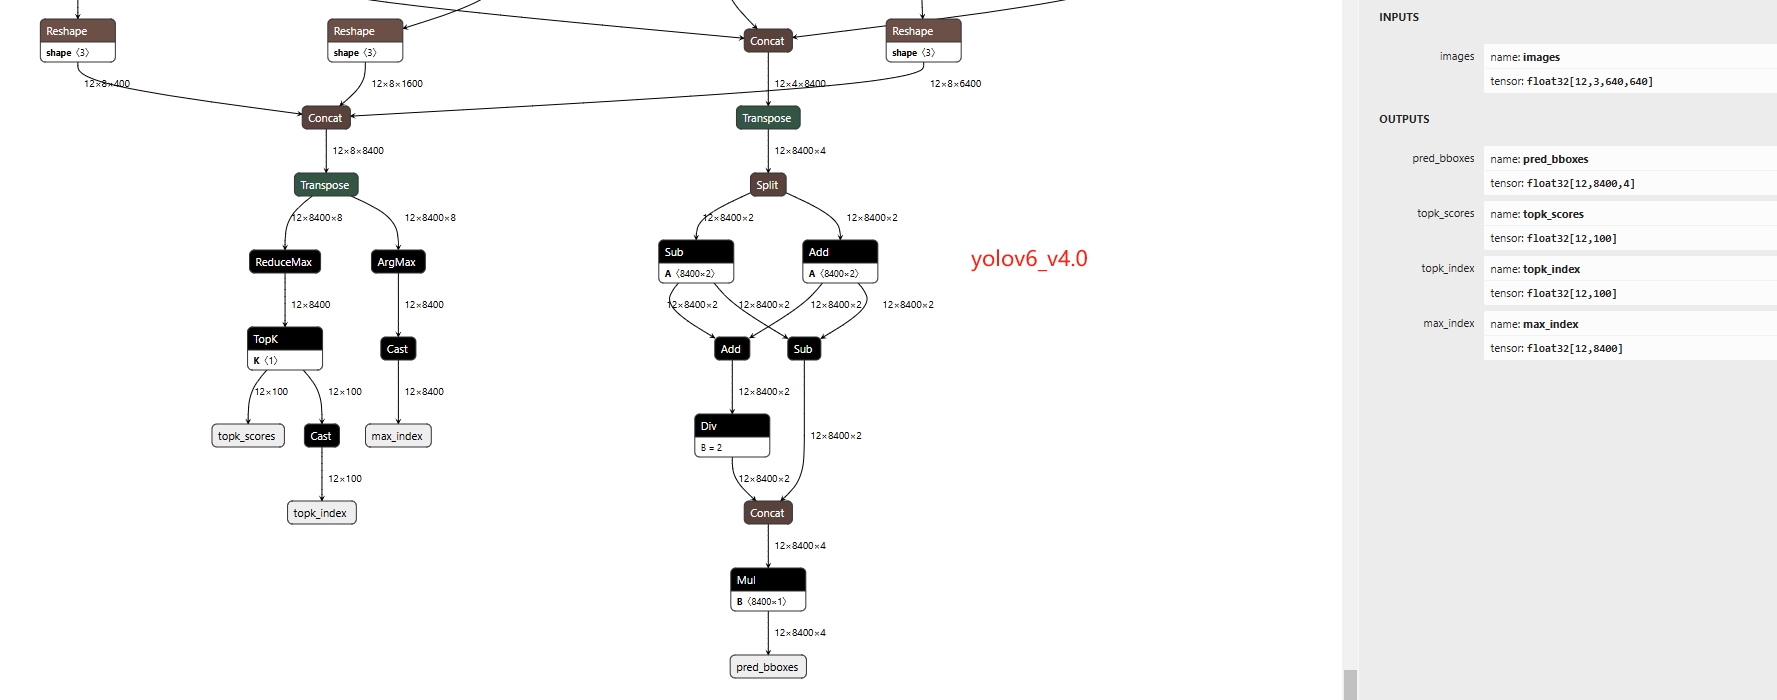 Reshape
shape ⟨3⟩
Reshape
shape ⟨3⟩
Concat
Reshape
shape ⟨3⟩
12×8×400
12×8×1600
12×4×8400
12×8×6400
Concat
Transpose
12×8×8400
12×8400×4
Transpose
Split
12×8400×8
12×8400×8
12×8400×2
12×8400×2
ReduceMax
ArgMax
Sub
A ⟨8400×2⟩
Add
A ⟨8400×2⟩
yolov6_v4.0
12×8400
12×8400
12×8400×2
12×8400×2
12×8400×2
12×8400×2
TopK
K ⟨1⟩
Cast
Add
Sub
12×100
12×100
12×8400
12×8400×2
topk_scores
Cast
max_index
Div
B = 2
12×8400×2
12×100
12×8400×2
topk_index
Concat
12×8400×4
Mul
B ⟨8400×1⟩
12×8400×4
pred_bboxes
INPUTS
images
name: images
tensor: float32[12,3,640,640]
OUTPUTS
pred_bboxes
name: pred_bboxes
tensor: float32[12,8400,4]
topk_scores
name: topk_scores
tensor: float32[12,100]
topk_index
name: topk_index
tensor: float32[12,100]
max_index
name: max_index
tensor: float32[12,8400]